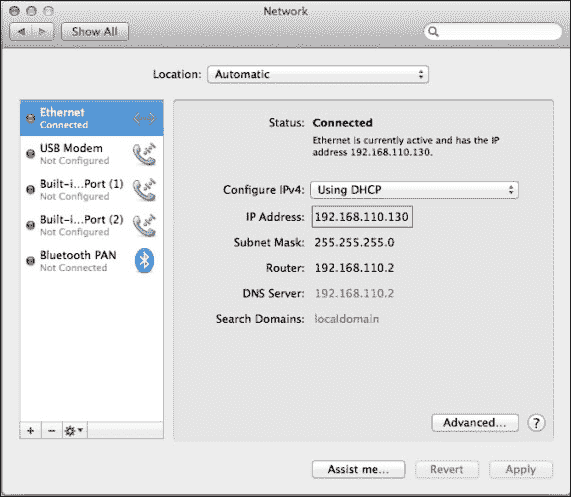 Network
Show All
Location: Automatic
Ethernet
Connected
USB Modem
Not Configured
Built-i...Port (1)
Not Configured
Built-i...Port (2)
Not Configured
Bluetooth PAN
Not Connected
Status: Connected
Ethernet is currently active and has the IP
address 192.168.110.130.
Configure IPv4: Using DHCP
IP Address: 192.168.110.130
Subnet Mask: 255.255.255.0
Router: 192.168.110.2
DNS Server: 192.168.110.2
Search Domains: localdomain
Advanced... ?
+ −
Assist me... Revert Apply